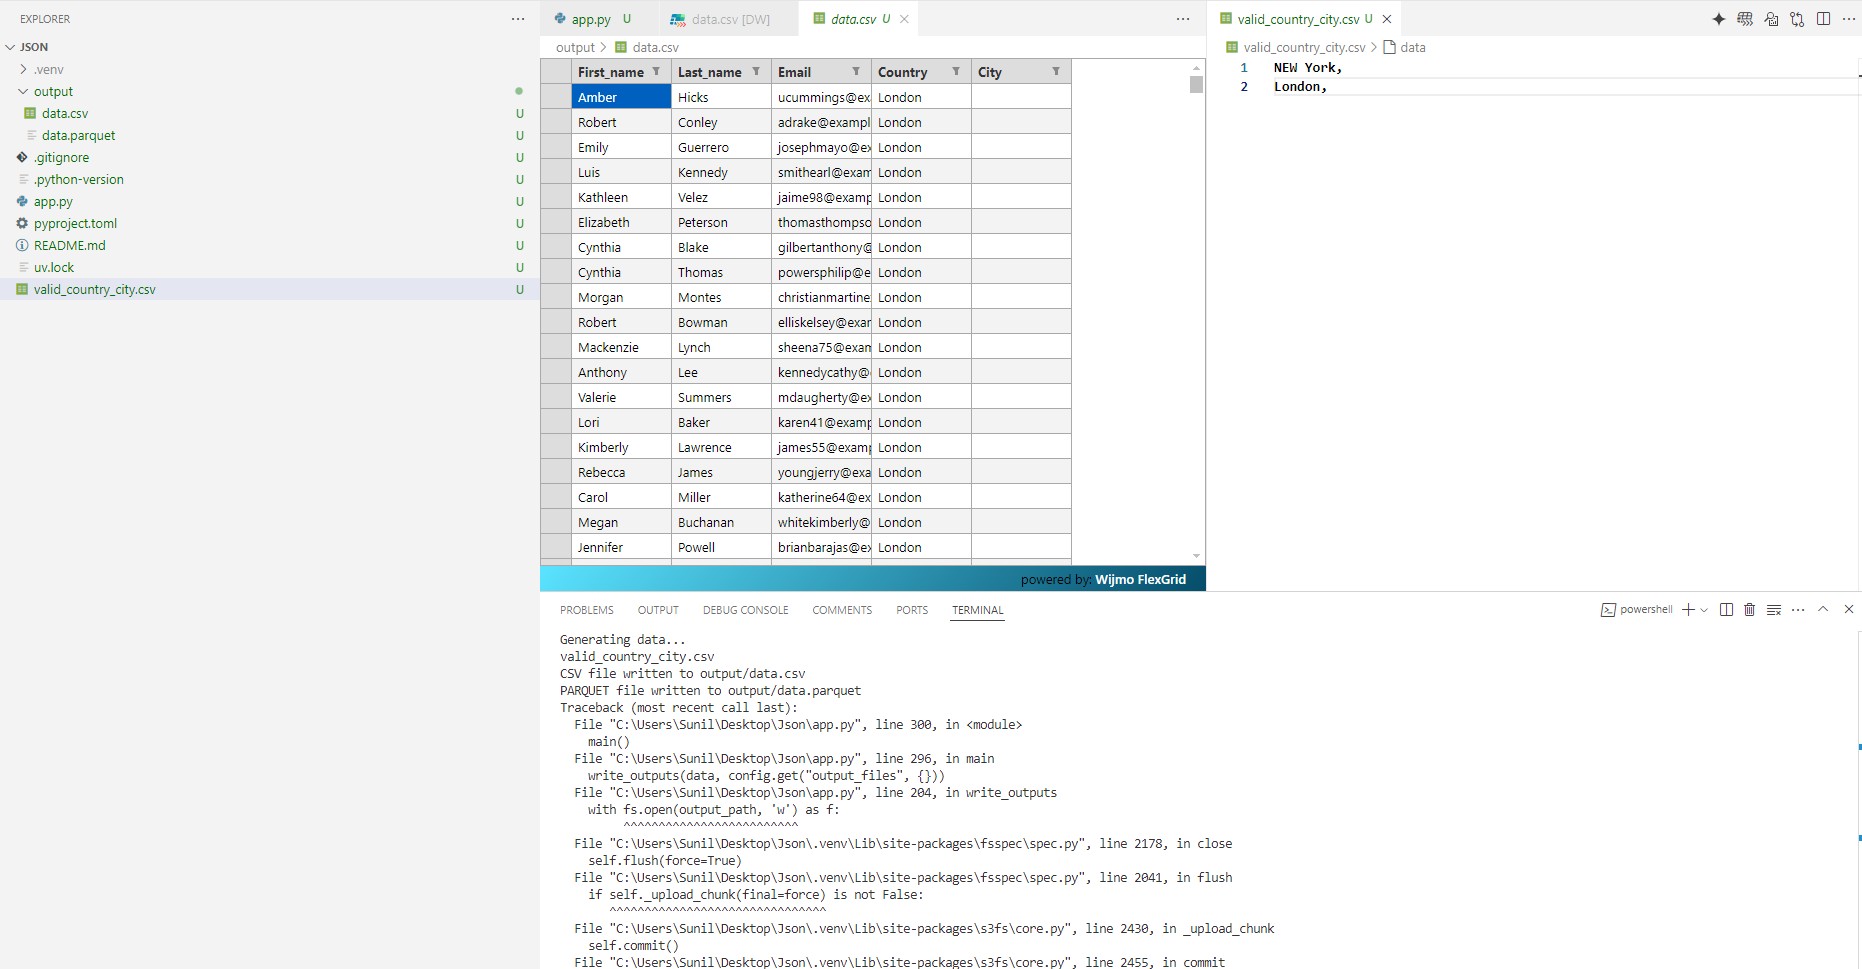 EXPLORER
JSON
.venv
output
data.csv U
data.parquet U
.gitignore U
.python-version U
app.py U
pyproject.toml U
README.md U
uv.lock U
valid_country_city.csv U
app.py U
data.csv [DW]
data.csv U
output > data.csv
First_name Last_name Email Country City
Amber Hicks ucummings@ex London
Robert Conley adrake@exampl London
Emily Guerrero josephmayo@ex London
Luis Kennedy smithearl@exam London
Kathleen Velez jaime98@examp London
Elizabeth Peterson thomasthompso London
Cynthia Blake gilbertanthony@ London
Cynthia Thomas powersphilip@e London
Morgan Montes christianmartine London
Robert Bowman elliskelsey@exar London
Mackenzie Lynch sheena75@exam London
Anthony Lee kennedycathy@ London
Valerie Summers mdaugherty@ex London
Lori Baker karen41@examp London
Kimberly Lawrence james55@examp London
Rebecca James youngjerry@exa London
Carol Miller katherine64@ex London
Megan Buchanan whitekimberly@ London
Jennifer Powell brianbarajas@ex London
powered by: Wijmo FlexGrid
valid_country_city.csv U
valid_country_city.csv > data
1 NEW York,
2 London,
PROBLEMS OUTPUT DEBUG CONSOLE COMMENTS PORTS TERMINAL
powershell
Generating data...
valid_country_city.csv
CSV file written to output/data.csv
PARQUET file written to output/data.parquet
Traceback (most recent call last):
File "C:\Users\Sunil\Desktop\Json\app.py", line 300, in <module>
main()
File "C:\Users\Sunil\Desktop\Json\app.py", line 296, in main
write_outputs(data, config.get("output_files", {}))
File "C:\Users\Sunil\Desktop\Json\app.py", line 204, in write_outputs
with fs.open(output_path, 'w') as f:
^^^^^^^^^^^^^^^^^^^^^^^^^
File "C:\Users\Sunil\Desktop\Json\.venv\Lib\site-packages\fsspec\spec.py", line 2178, in close
self.flush(force=True)
File "C:\Users\Sunil\Desktop\Json\.venv\Lib\site-packages\fsspec\spec.py", line 2041, in flush
if self._upload_chunk(final=force) is not False:
^^^^^^^^^^^^^^^^^^^^^^^^^^^^^^^
File "C:\Users\Sunil\Desktop\Json\.venv\Lib\site-packages\s3fs\core.py", line 2430, in _upload_chunk
self.commit()
File "C:\Users\Sunil\Desktop\Json\.venv\Lib\site-packages\s3fs\core.py", line 2455, in commit